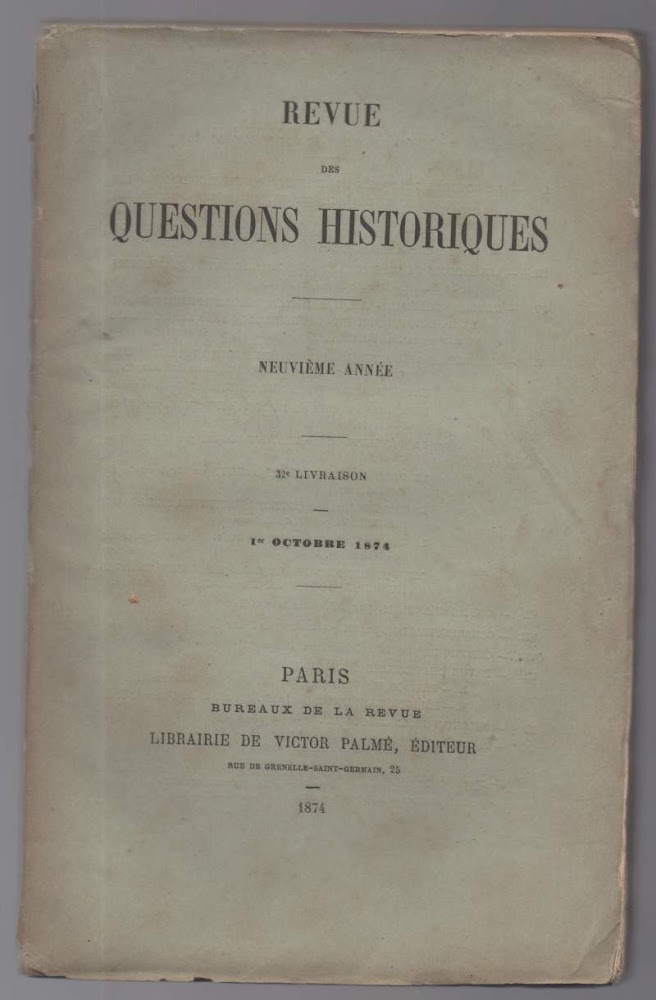 REVUE
DES
QUESTIONS HISTORIQUES
NEUVIÈME ANNÉE
32e LIVRAISON
1er OCTOBRE 1874
PARIS
BUREAUX DE LA REVUE
LIBRAIRIE DE VICTOR PALMÉ, ÉDITEUR
RUE DE GRENELLE-SAINT-GERMAIN, 25
1874